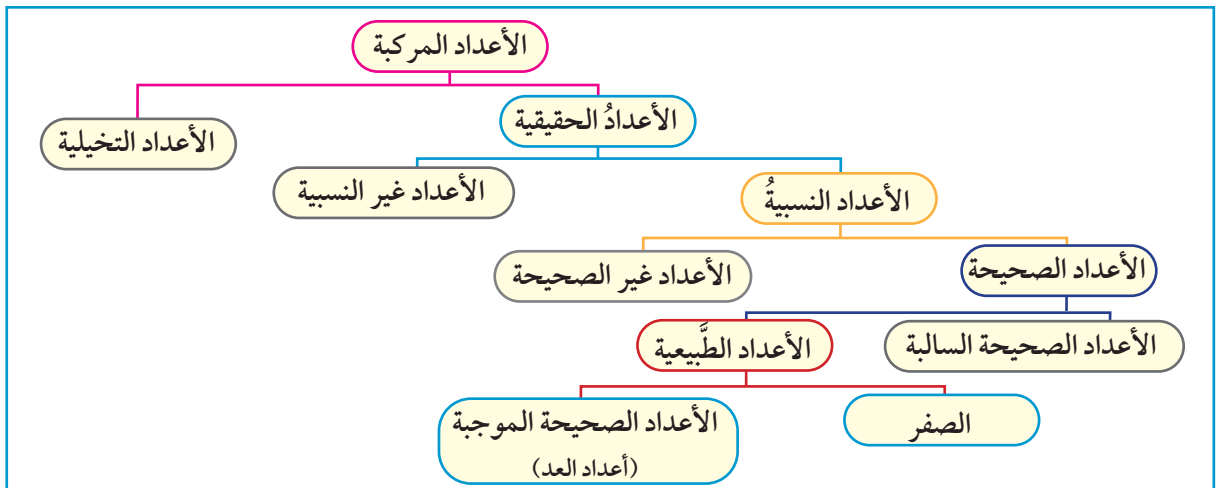 الأعداد المركبة
الأعدادُ الحقيقية
الأعداد التخيلية
الأعداد النسبيةُ
الأعداد غير النسبية
الأعداد الصحيحة
الأعداد غير الصحيحة
الأعداد الصحيحة السالبة
الأعداد الطَّبيعية
الصفر
الأعداد الصحيحة الموجبة
(أعداد العد)